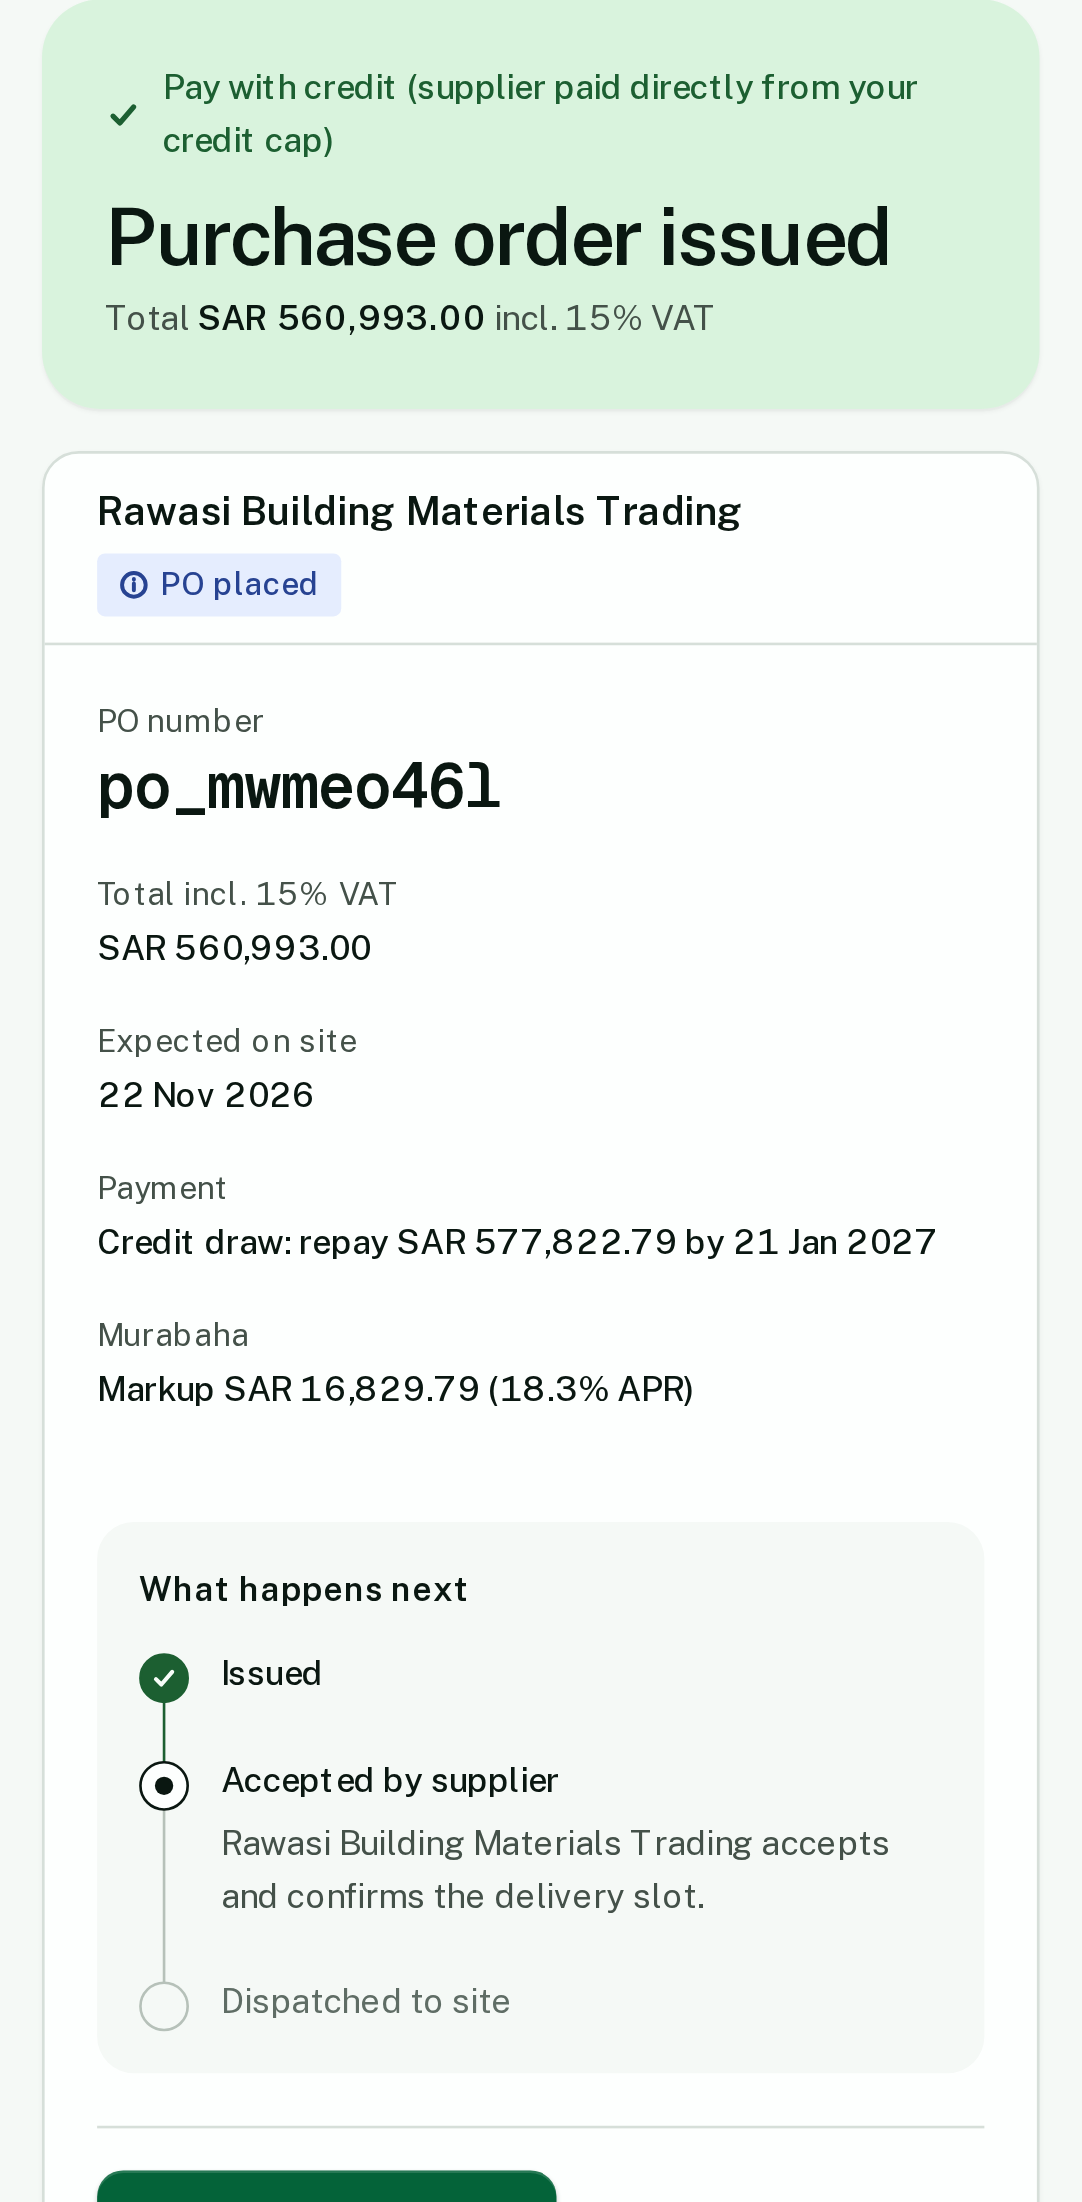 Pay with credit (supplier paid directly from your
credit cap)
Purchase order issued
Total SAR 560,993.00 incl. 15% VAT
Rawasi Building Materials Trading
PO placed
PO number
po_mwmeo46l
Total incl. 15% VAT
SAR 560,993.00
Expected on site
22 Nov 2026
Payment
Credit draw: repay SAR 577,822.79 by 21 Jan 2027
Murabaha
Markup SAR 16,829.79 (18.3% APR)
What happens next
Issued
Accepted by supplier
Rawasi Building Materials Trading accepts
and confirms the delivery slot.
Dispatched to site